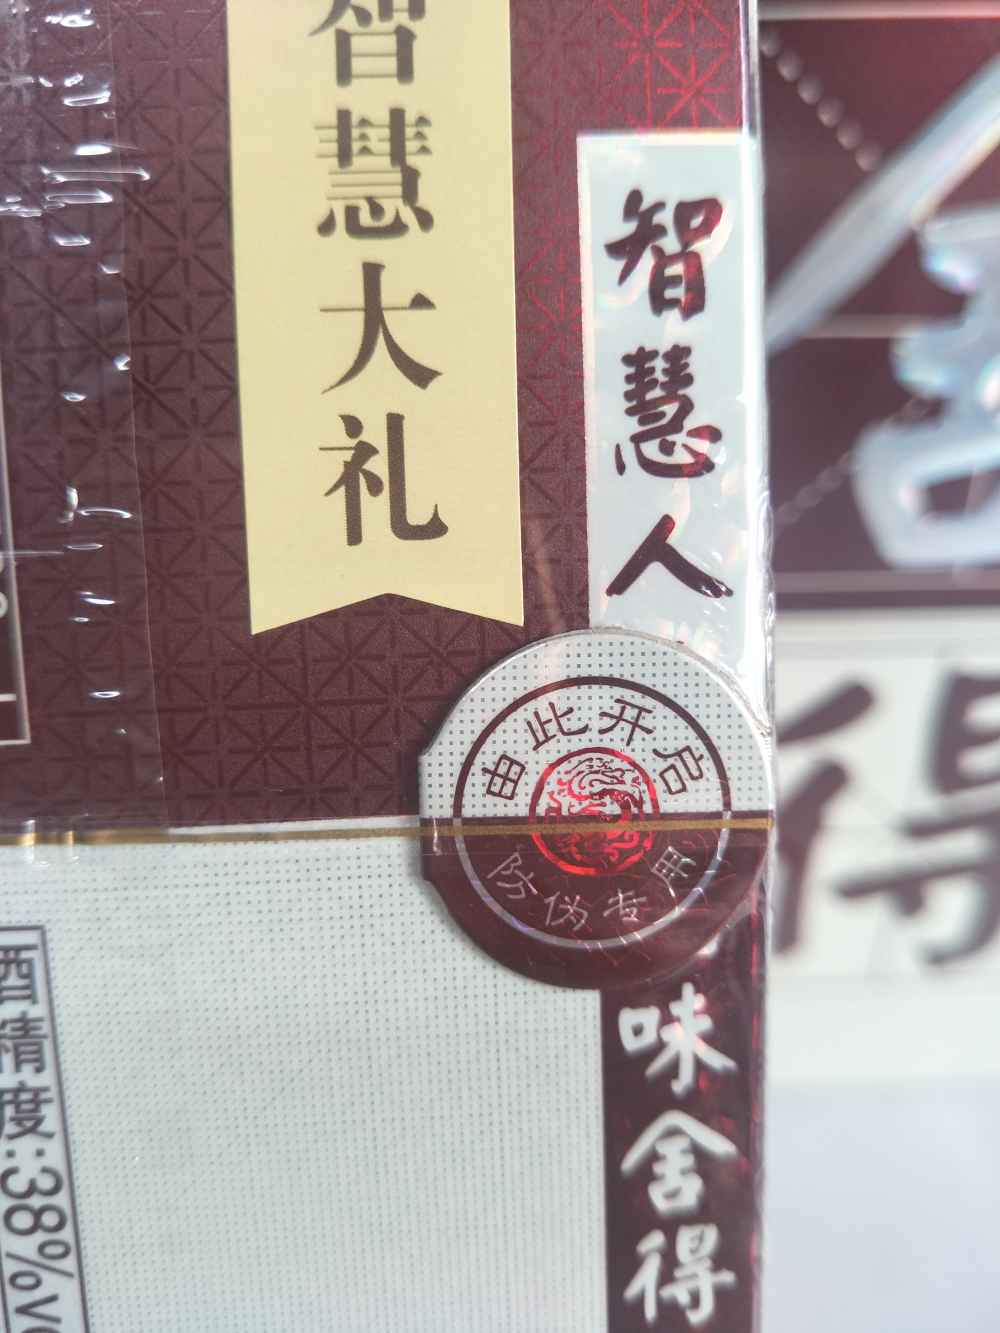 智慧大礼
智慧人
由此开启
防伪专用
味舍得
得
酒精度:38%vo